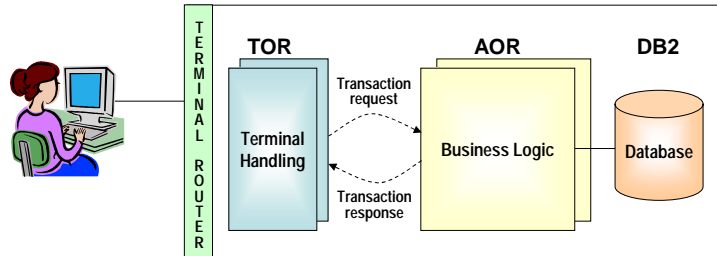 TERMINAL ROUTER
TOR
AOR
DB2
Transaction
request
Terminal
Handling
Business Logic
Database
Transaction
response